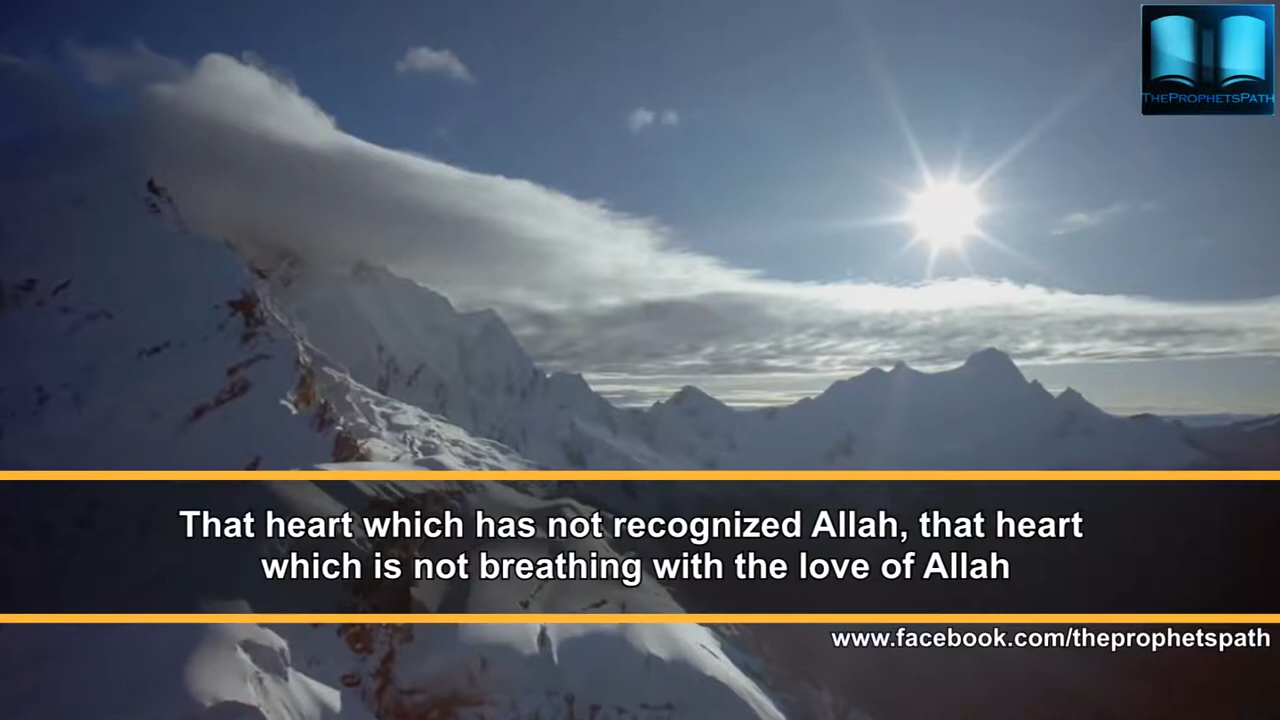 THEPROPHETSPATH
That heart which has not recognized Allah, that heart
which is not breathing with the love of Allah
www.facebook.com/theprophetspath